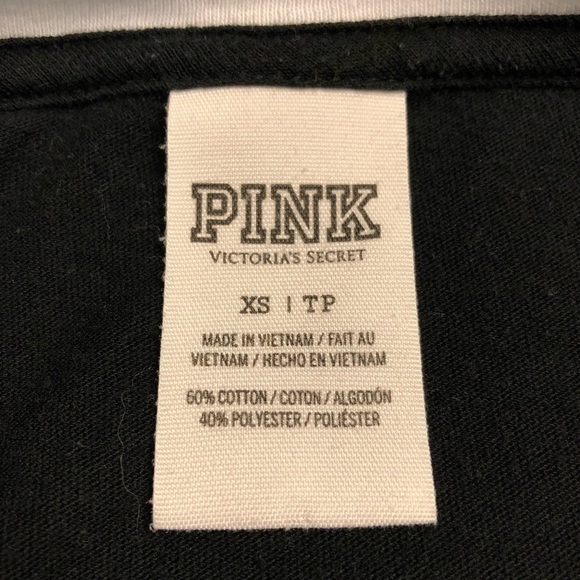 PINK
VICTORIA'S SECRET
XS | TP
MADE IN VIETNAM / FAIT AU
VIETNAM / HECHO EN VIETNAM
60% COTTON / COTON / ALGODÓN
40% POLYESTER / POLIÉSTER